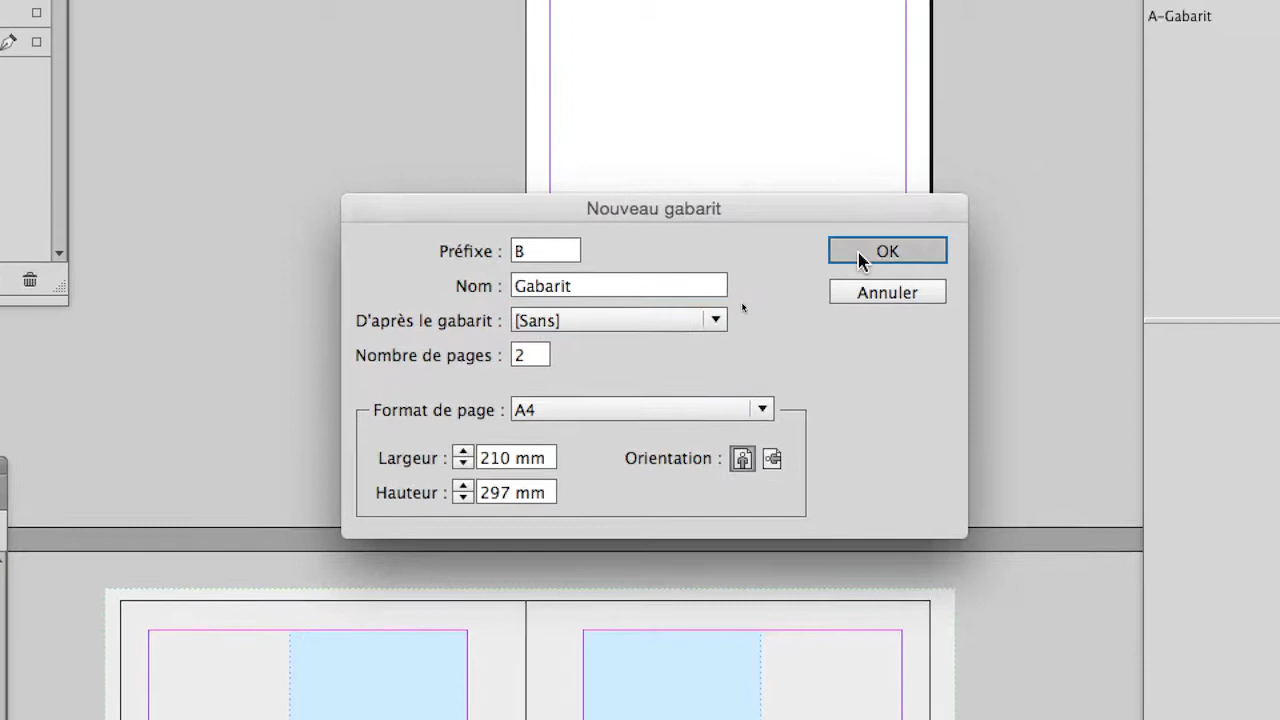 A-Gabarit
Nouveau gabarit
Préfixe : B
OK
Nom : Gabarit
Annuler
D'après le gabarit : [Sans]
Nombre de pages : 2
Format de page : A4
Largeur : 210 mm
Orientation :
Hauteur : 297 mm